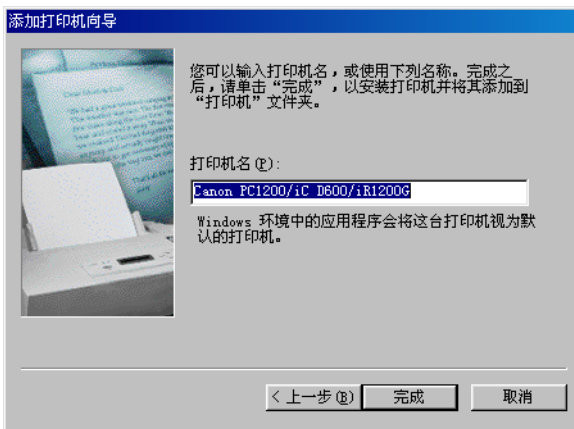 添加打印机向导
您可以输入打印机名，或使用下列名称。完成之
后，请单击“完成”，以安装打印机并将其添加到
“打印机”文件夹。
打印机名(P):
Canon PC1200/iC D600/iR1200G
Windows 环境中的应用程序会将这台打印机视为默
认的打印机。
< 上一步(B)
完成
取消